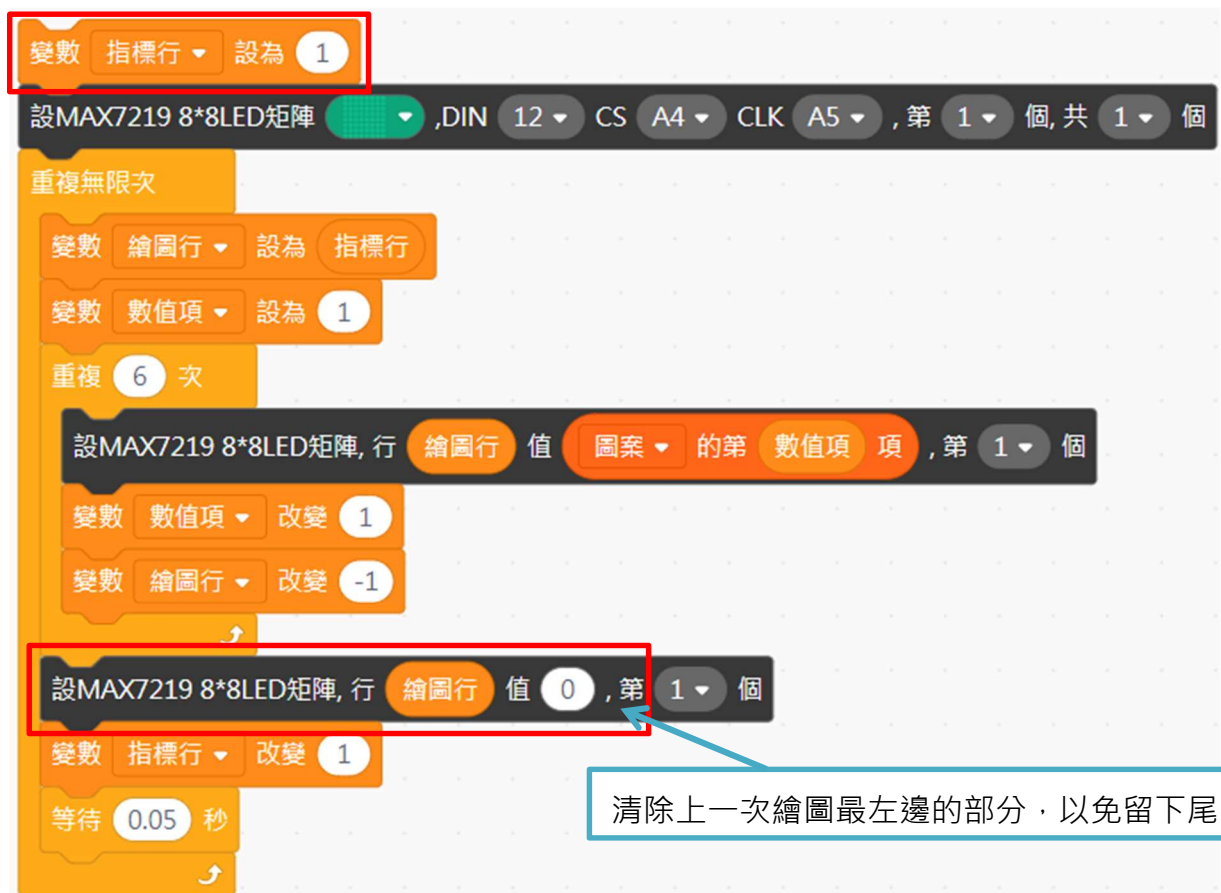 變數 指標行 設為 1
設MAX7219 8*8LED矩陣 ,DIN 12 CS A4 CLK A5 , 第 1 個, 共 1 個
重複無限次
變數 繪圖行 設為 指標行
變數 數值項 設為 1
重複 6 次
設MAX7219 8*8LED矩陣, 行 繪圖行 值 圖案 的第 數值項 項 , 第 1 個
變數 數值項 改變 1
變數 繪圖行 改變 -1
設MAX7219 8*8LED矩陣, 行 繪圖行 值 0 , 第 1 個
變數 指標行 改變 1
等待 0.05 秒
清除上一次繪圖最左邊的部分，以免留下尾